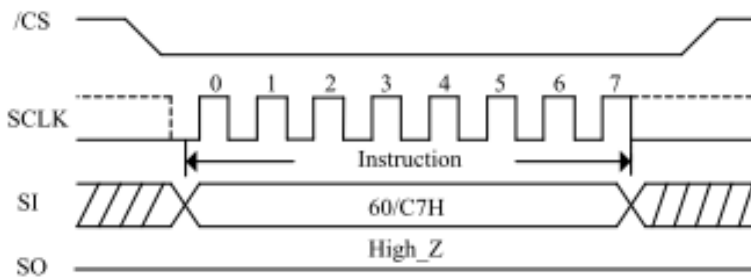 /CS
0 1 2 3 4 5 6 7
SCLK
Instruction
SI
60/C7H
High_Z
SO